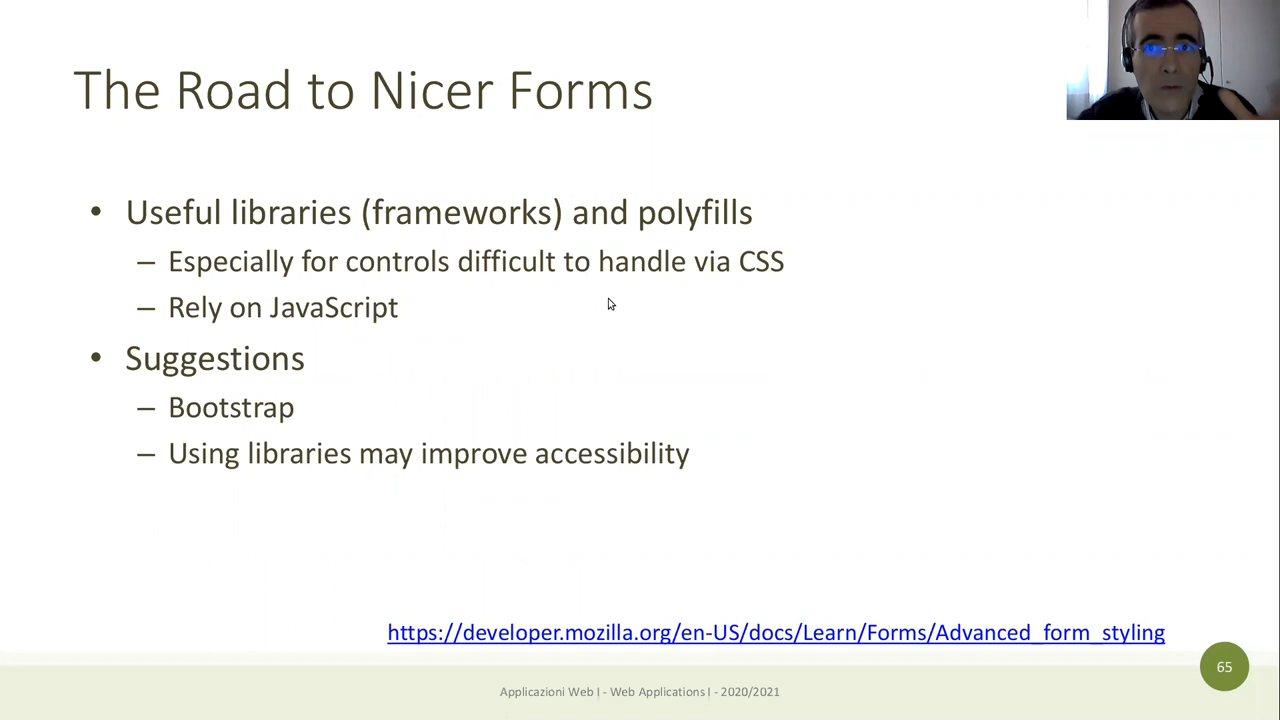 The Road to Nicer Forms
• Useful libraries (frameworks) and polyfills
– Especially for controls difficult to handle via CSS
– Rely on JavaScript
• Suggestions
– Bootstrap
– Using libraries may improve accessibility
https://developer.mozilla.org/en-US/docs/Learn/Forms/Advanced_form_styling
65
Applicazioni Web I - Web Applications I - 2020/2021